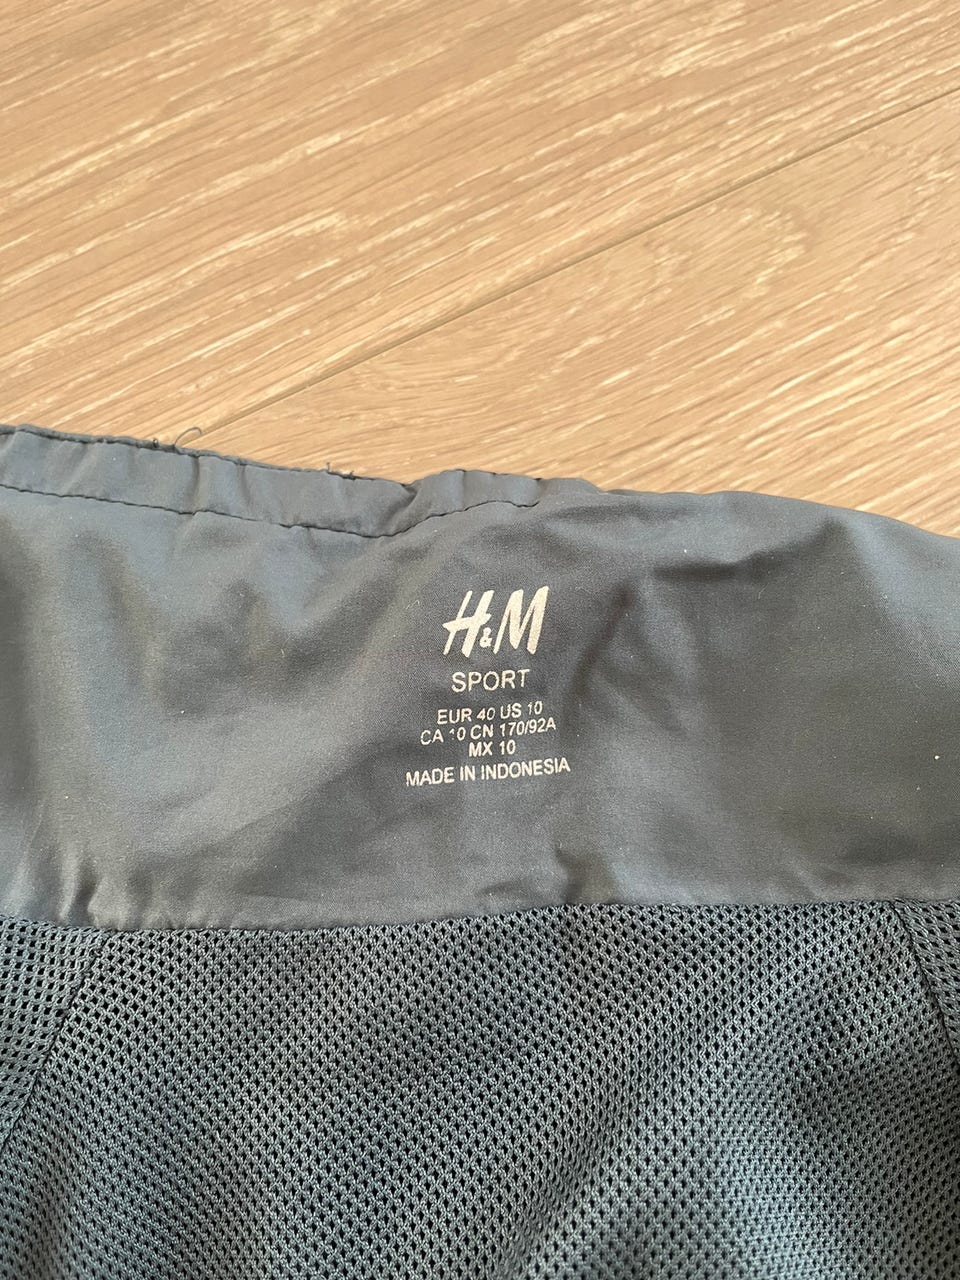 H&M
SPORT
EUR 40 US 10
CA 10 CN 170/92A
MX 10
MADE IN INDONESIA